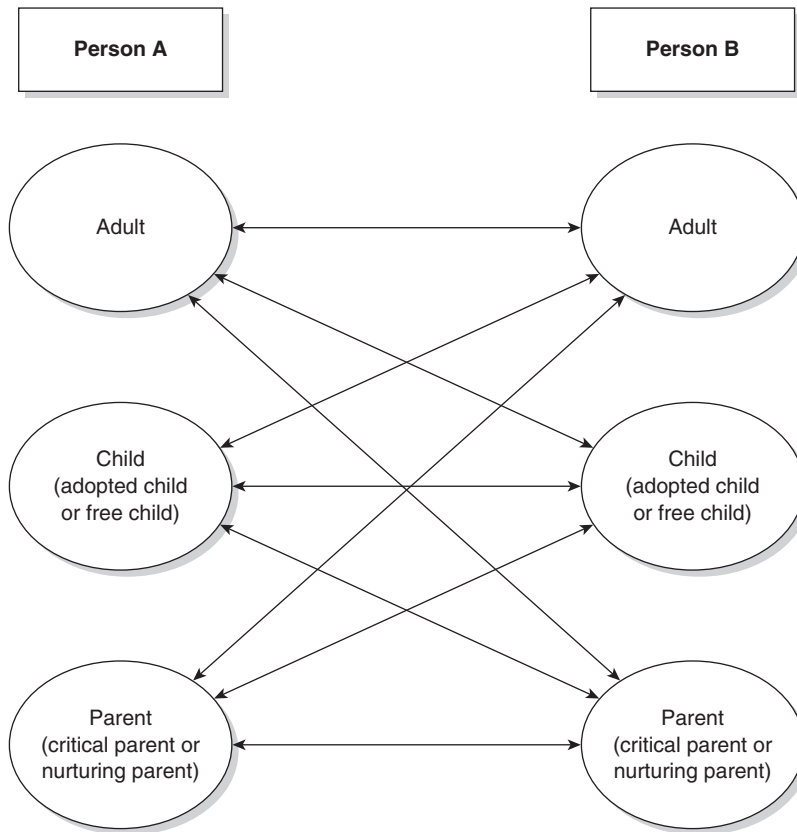 Person A
Person B
Adult
Adult
Child
(adopted child
or free child)
Child
(adopted child
or free child)
Parent
(critical parent or
nurturing parent)
Parent
(critical parent or
nurturing parent)